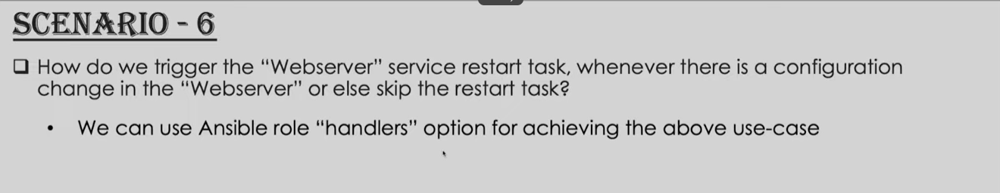 SCENARIO - 6
❑ How do we trigger the “Webserver” service restart task, whenever there is a configuration
change in the “Webserver” or else skip the restart task?
• We can use Ansible role “handlers” option for achieving the above use-case